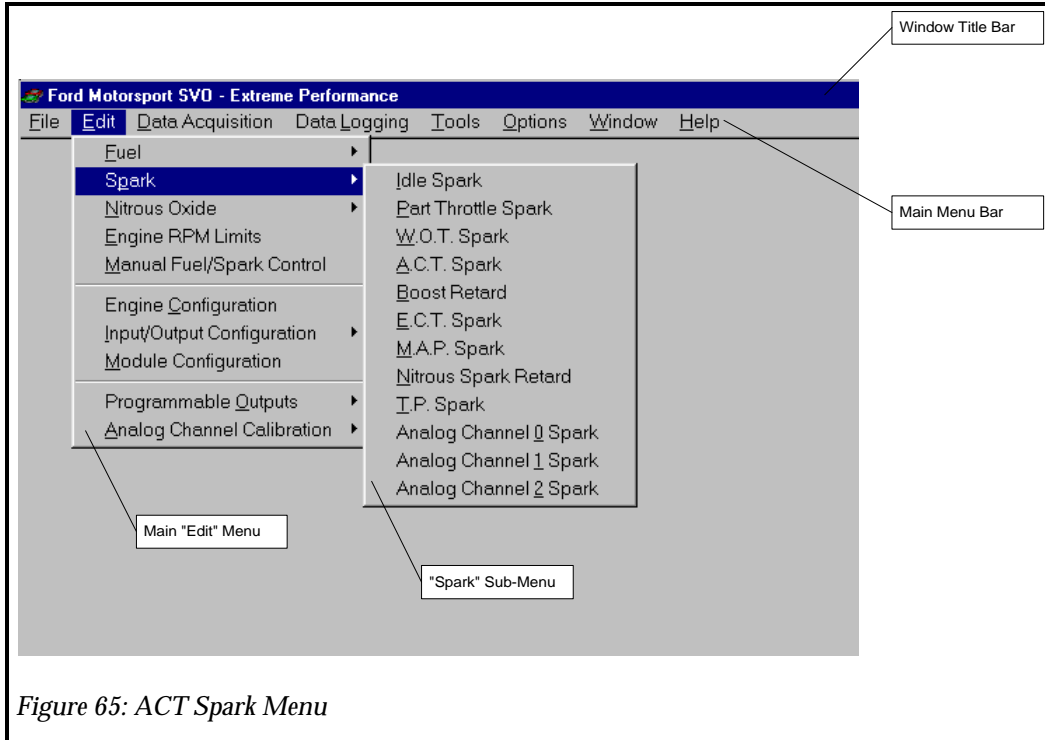 Window Title Bar
Ford Motorsport SVO - Extreme Performance
File Edit Data Acquisition Data Logging Tools Options Window Help
Main Menu Bar
Fuel
Spark
Nitrous Oxide
Engine RPM Limits
Manual Fuel/Spark Control
Engine Configuration
Input/Output Configuration
Module Configuration
Programmable Outputs
Analog Channel Calibration
Idle Spark
Part Throttle Spark
W.O.T. Spark
A.C.T. Spark
Boost Retard
E.C.T. Spark
M.A.P. Spark
Nitrous Spark Retard
T.P. Spark
Analog Channel 0 Spark
Analog Channel 1 Spark
Analog Channel 2 Spark
Main "Edit" Menu
"Spark" Sub-Menu
Figure 65: ACT Spark Menu